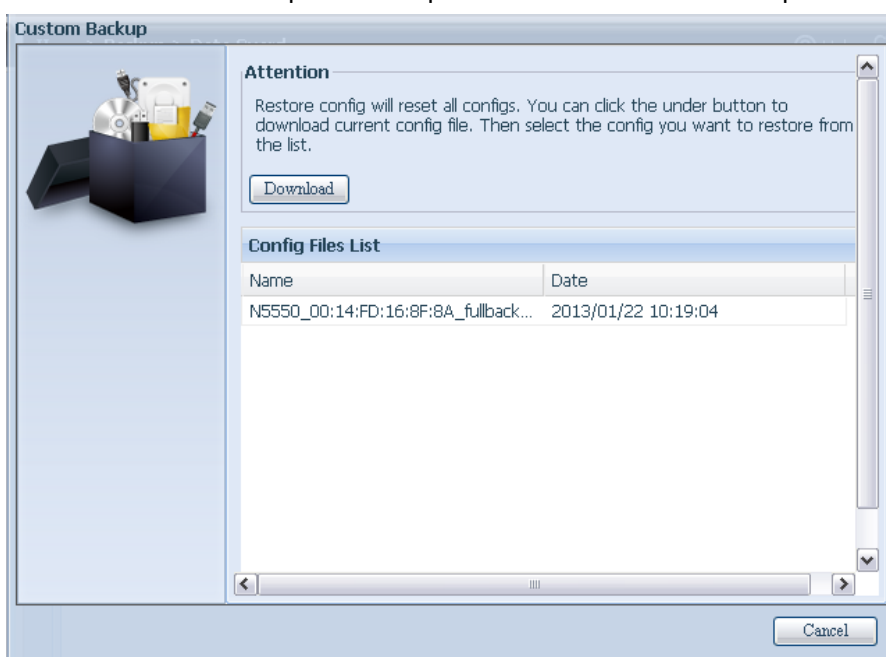 Custom Backup
Attention
Restore config will reset all configs. You can click the under button to
download current config file. Then select the config you want to restore from
the list.
Download
Config Files List
Name Date
N5550_00:14:FD:16:8F:8A_fullback... 2013/01/22 10:19:04
Cancel